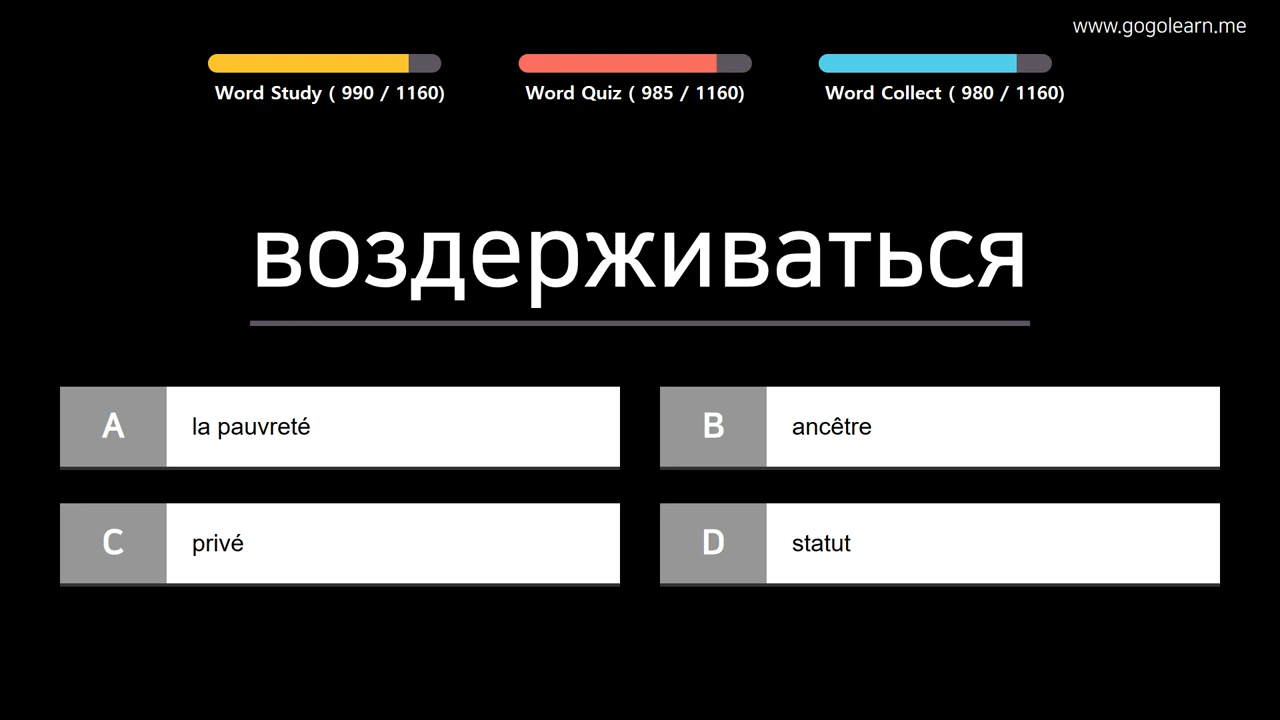 www.gogolearn.me
Word Study ( 990 / 1160)
Word Quiz ( 985 / 1160)
Word Collect ( 980 / 1160)
воздерживаться
A
la pauvreté
B
ancêtre
C
privé
D
statut